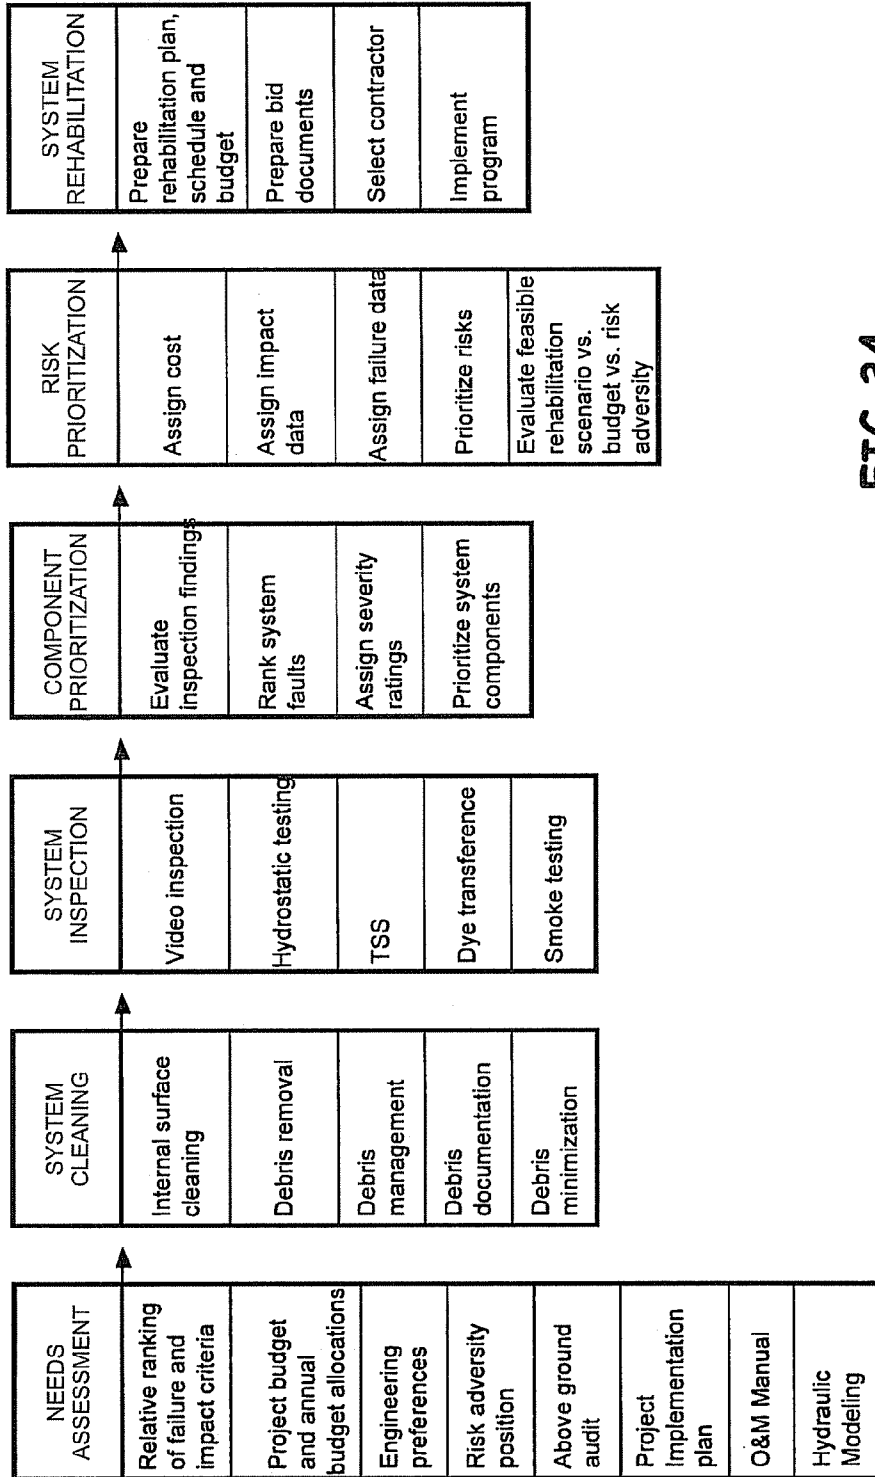 NEEDS
ASSESSMENT
Relative ranking
of failure and
impact criteria
Project budget
and annual
budget allocations
Engineering
preferences
Risk adversity
position
Above ground
audit
Project
Implementation
plan
O&M Manual
Hydraulic
Modeling
SYSTEM
CLEANING
Internal surface
cleaning
Debris removal
Debris
management
Debris
documentation
Debris
minimization
SYSTEM
INSPECTION
Video inspection
Hydrostatic testing
TSS
Dye transference
Smoke testing
COMPONENT
PRIORITIZATION
Evaluate
inspection findings
Rank system
faults
Assign severity
ratings
Prioritize system
components
RISK
PRIORITIZATION
Assign cost
Assign impact
data
Assign failure data
Prioritize risks
Evaluate feasible
rehabilitation
scenario vs.
budget vs. risk
adversity
SYSTEM
REHABILITATION
Prepare
rehabilitation plan,
schedule and
budget
Prepare bid
documents
Select contractor
Implement
program